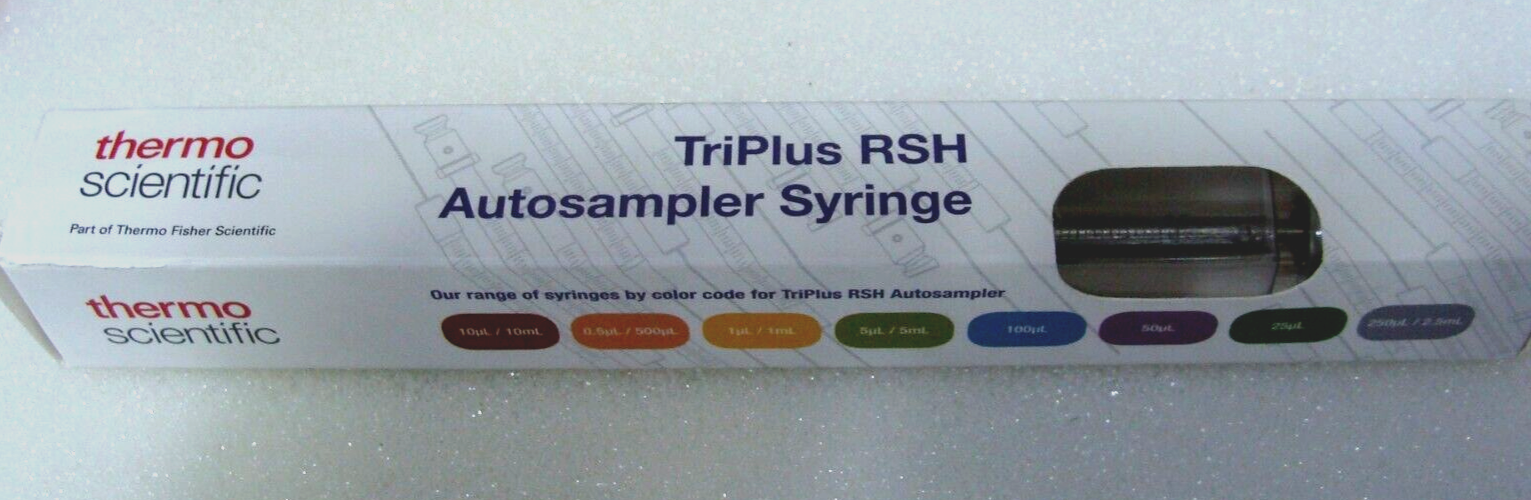 thermo
scientific
Part of Thermo Fisher Scientific
TriPlus RSH
Autosampler Syringe
thermo
scientific
Our range of syringes by color code for TriPlus RSH Autosampler
10µL / 10mL
0.5µL / 500µL
1µL / 1mL
5µL / 5mL
100µL
50µL
25µL
250µL / 2.5mL